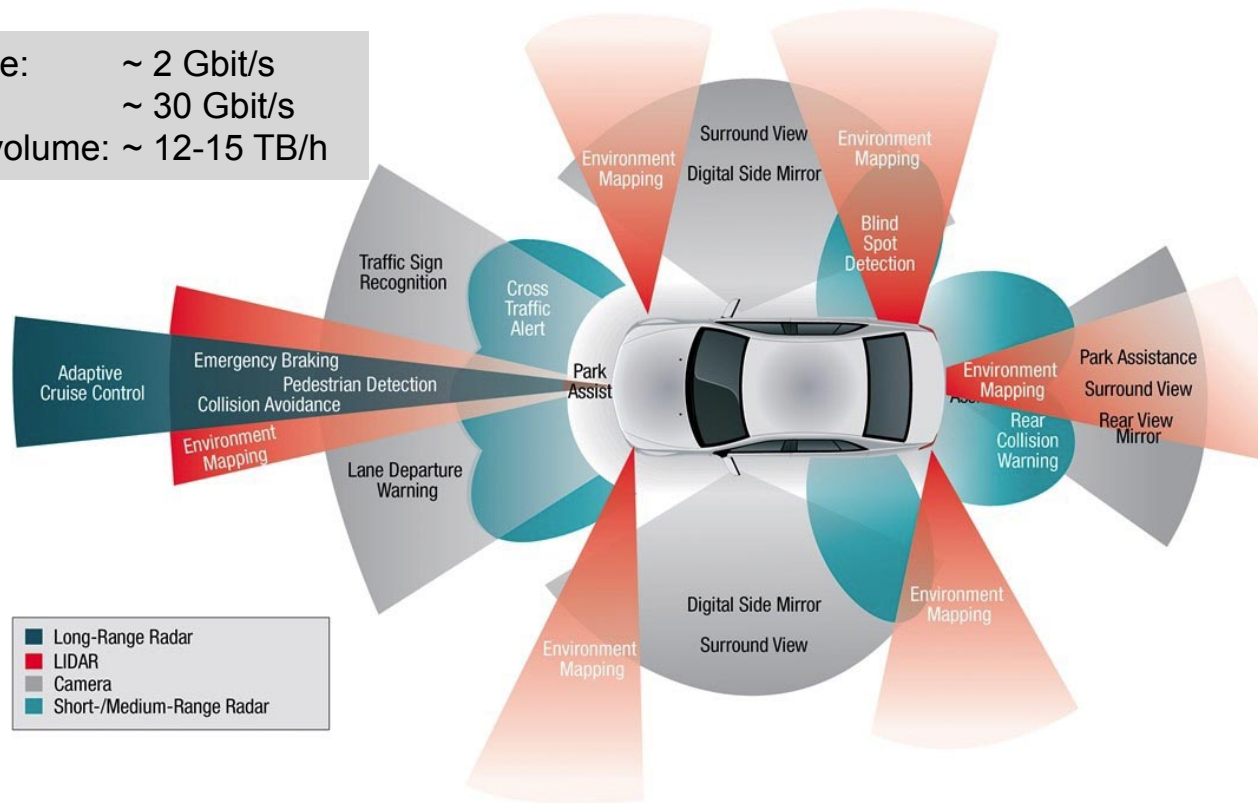 e: ~ 2 Gbit/s
~ 30 Gbit/s
volume: ~ 12-15 TB/h
Environment
Mapping
Surround View
Digital Side Mirror
Environment
Mapping
Blind
Spot
Detection
Traffic Sign
Recognition
Cross
Traffic
Alert
Adaptive
Cruise Control
Emergency Braking
Pedestrian Detection
Collision Avoidance
Environment
Mapping
Park
Assist
Lane Departure
Warning
Environment
Mapping
Rear
Collision
Warning
Park Assistance
Surround View
Rear View
Mirror
Digital Side Mirror
Surround View
Environment
Mapping
Environment
Mapping
Long-Range Radar
LIDAR
Camera
Short-/Medium-Range Radar